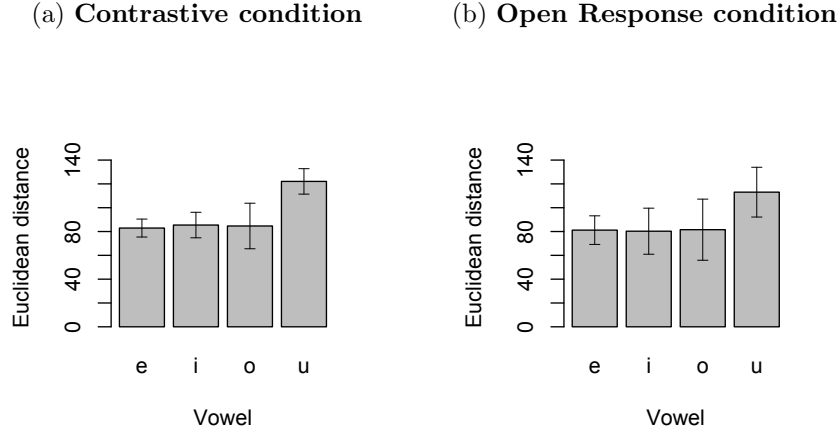 (a) Contrastive condition
Euclidean distance
0 40 80 140
e i o u
Vowel
(b) Open Response condition
Euclidean distance
0 40 80 140
e i o u
Vowel